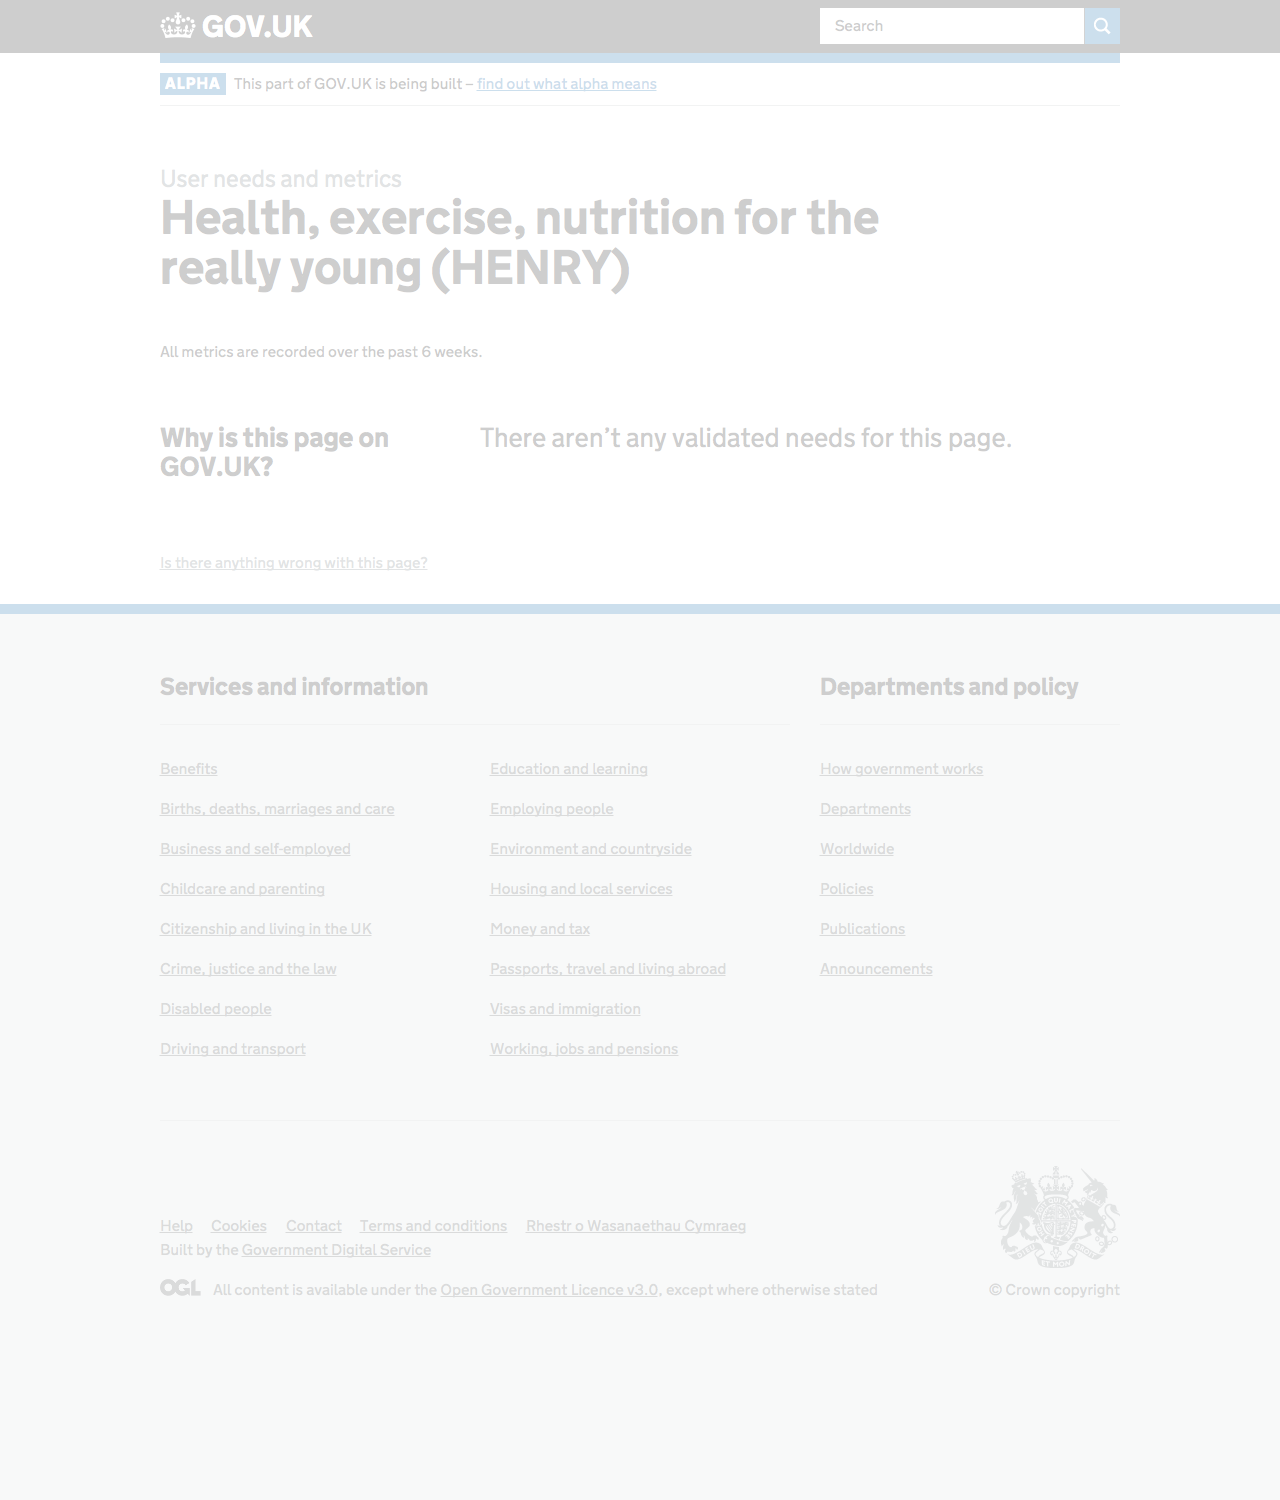 GOV.UK
Search
ALPHA This part of GOV.UK is being built – find out what alpha means
User needs and metrics
Health, exercise, nutrition for the
really young (HENRY)
All metrics are recorded over the past 6 weeks.
Why is this page on
GOV.UK?
There aren’t any validated needs for this page.
Is there anything wrong with this page?
Services and information
Departments and policy
Benefits
Births, deaths, marriages and care
Business and self-employed
Childcare and parenting
Citizenship and living in the UK
Crime, justice and the law
Disabled people
Driving and transport
Education and learning
Employing people
Environment and countryside
Housing and local services
Money and tax
Passports, travel and living abroad
Visas and immigration
Working, jobs and pensions
How government works
Departments
Worldwide
Policies
Publications
Announcements
Help Cookies Contact Terms and conditions Rhestr o Wasanaethau Cymraeg
Built by the Government Digital Service
OGL All content is available under the Open Government Licence v3.0, except where otherwise stated
© Crown copyright